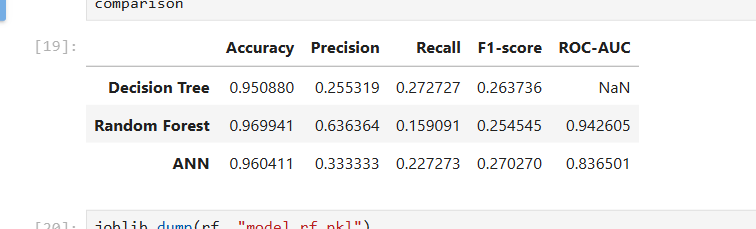 comparison
[19]:
Accuracy Precision Recall F1-score ROC-AUC
Decision Tree 0.950880 0.255319 0.272727 0.263736 NaN
Random Forest 0.969941 0.636364 0.159091 0.254545 0.942605
ANN 0.960411 0.333333 0.227273 0.270270 0.836501
[20]: joblib.dump(rf, "model_rf.pkl")